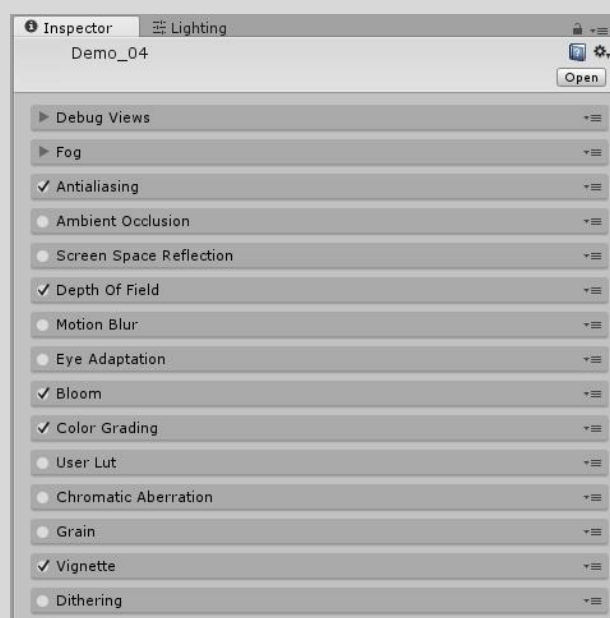 Inspector Lighting
Demo_04
Open
Debug Views
Fog
Antialiasing
Ambient Occlusion
Screen Space Reflection
Depth Of Field
Motion Blur
Eye Adaptation
Bloom
Color Grading
User Lut
Chromatic Aberration
Grain
Vignette
Dithering